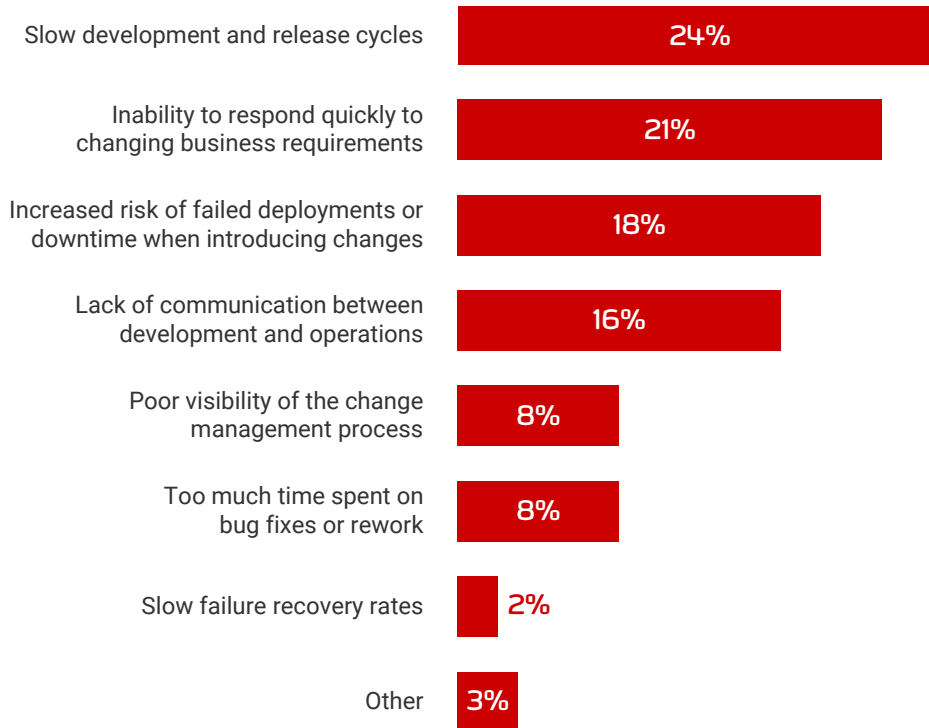 Slow development and release cycles
24%
Inability to respond quickly to
changing business requirements
21%
Increased risk of failed deployments or
downtime when introducing changes
18%
Lack of communication between
development and operations
16%
Poor visibility of the change
management process
8%
Too much time spent on
bug fixes or rework
8%
Slow failure recovery rates
2%
Other
3%